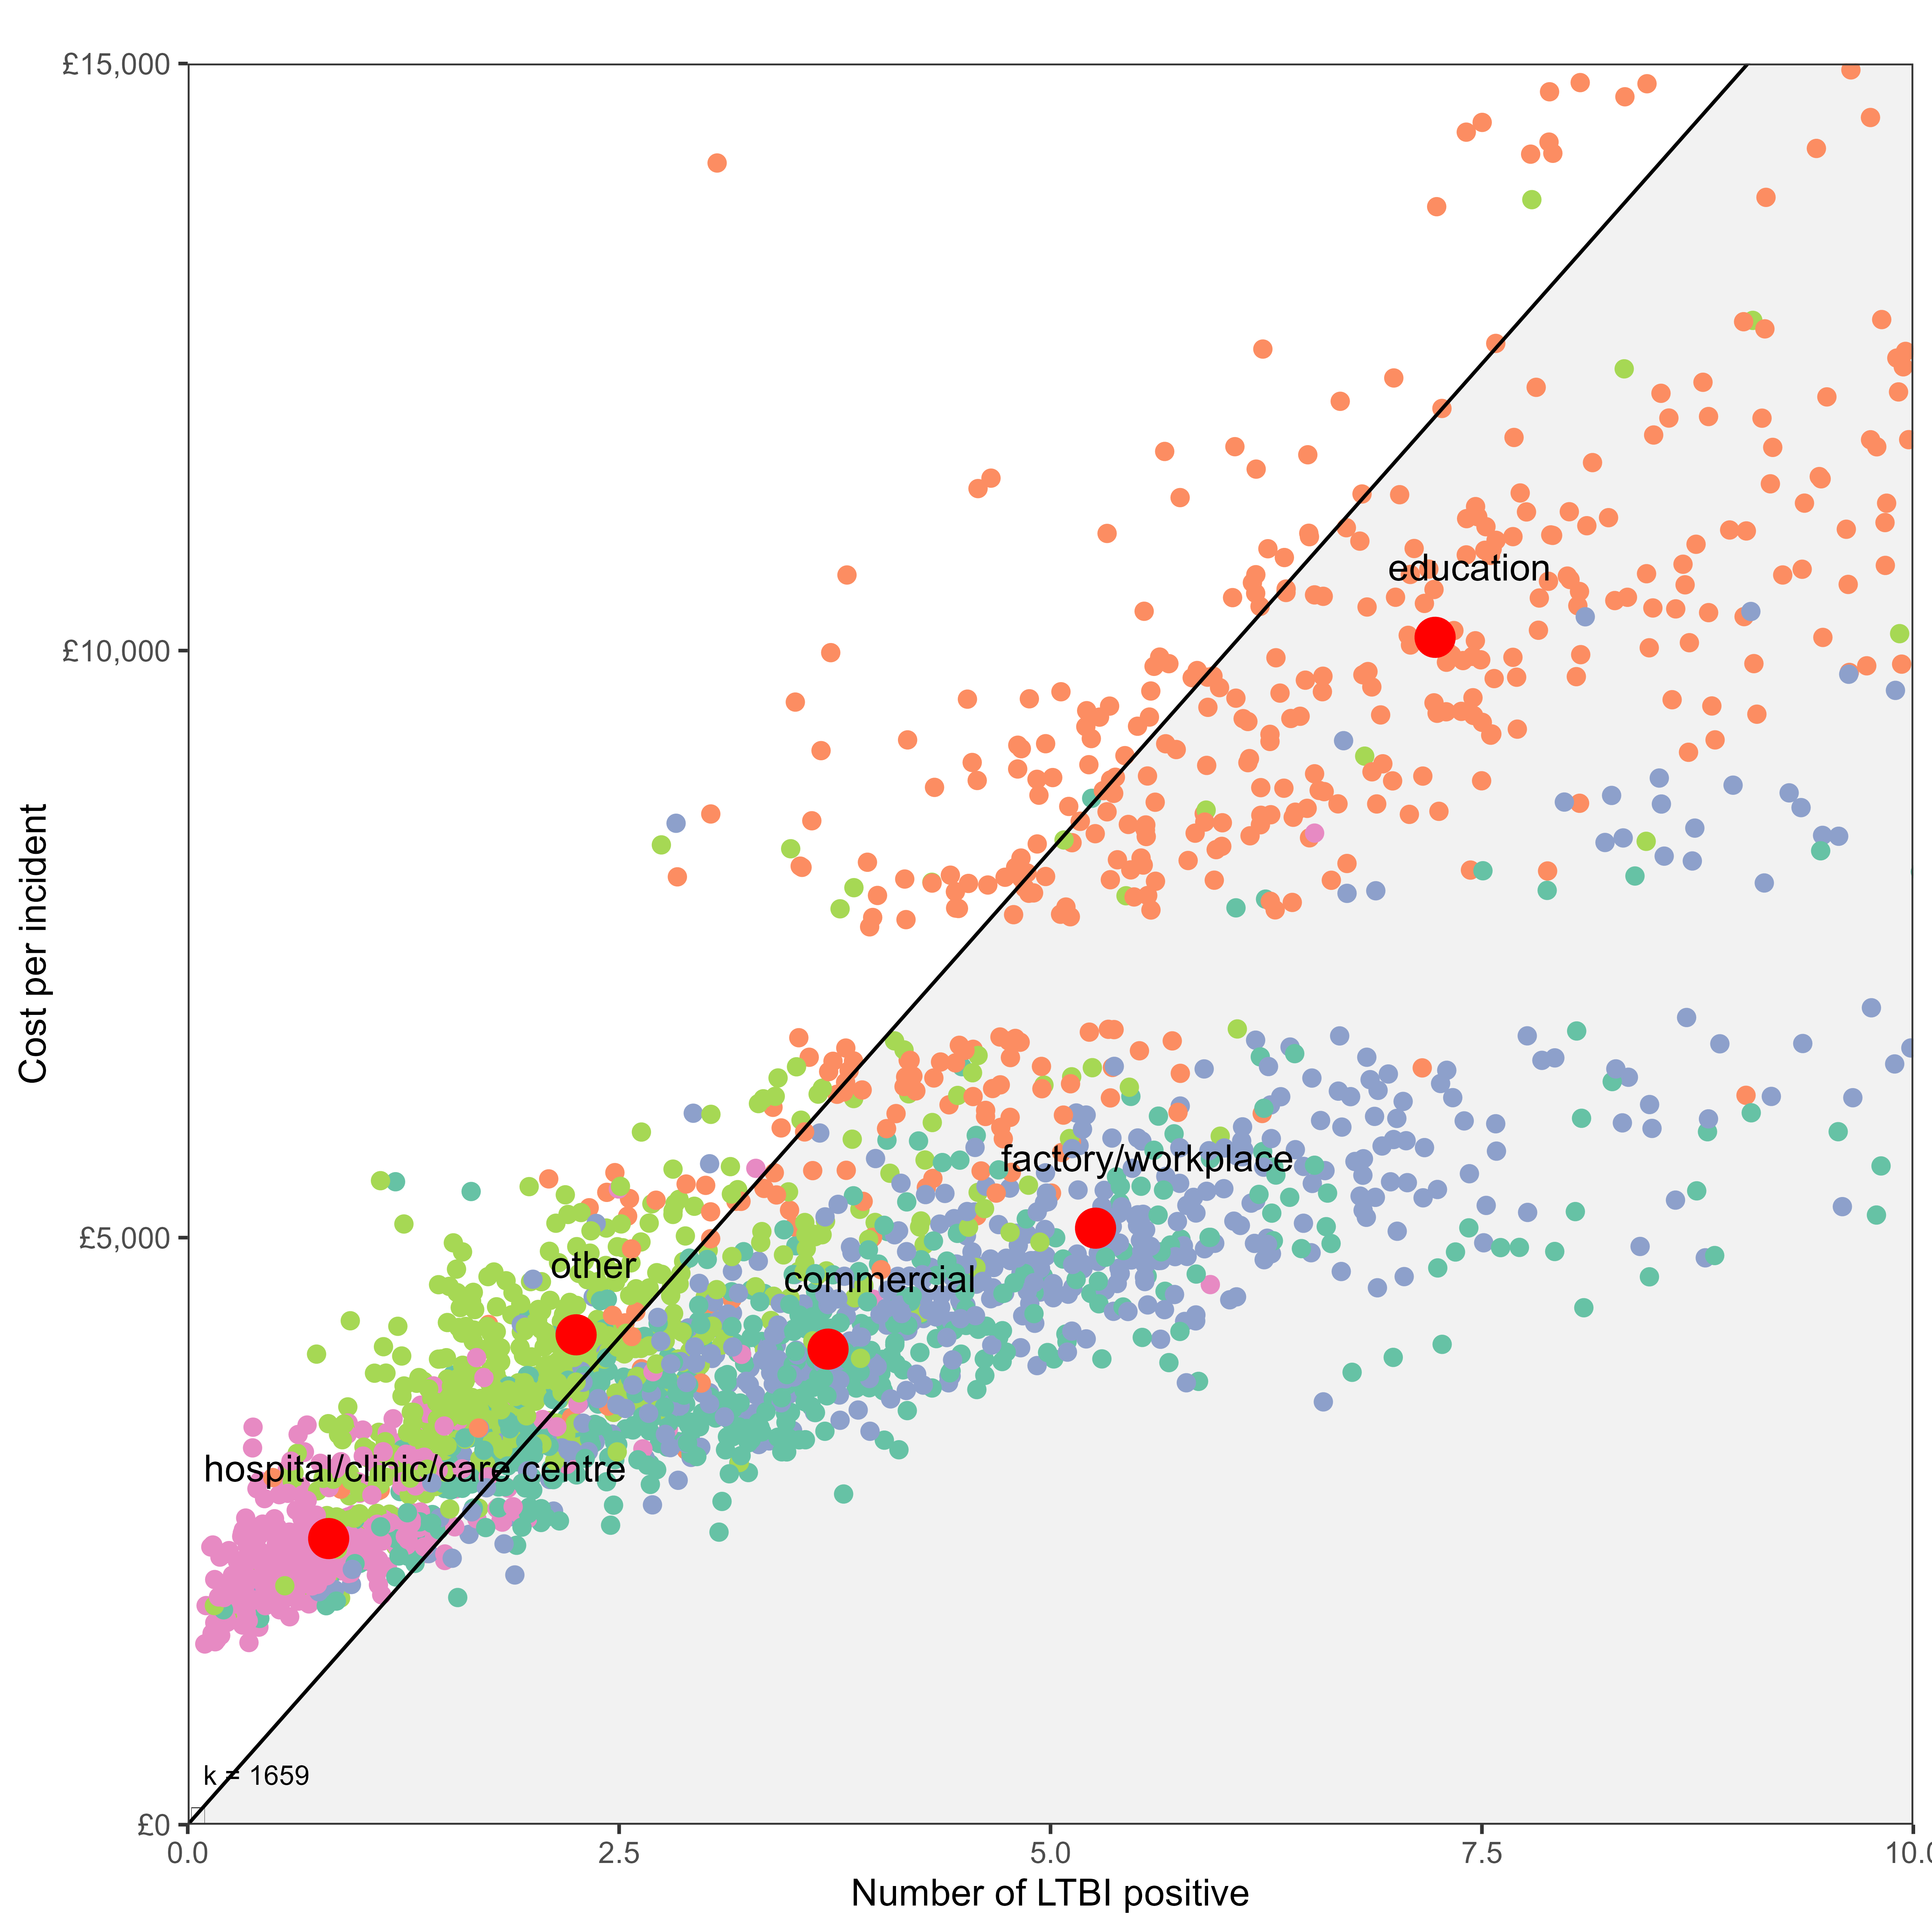 £15,000
£10,000
£5,000
£0
Cost per incident
education
factory/workplace
other
commercial
hospital/clinic/care centre
k = 1659
0.0
2.5
5.0
7.5
10.0
Number of LTBI positive